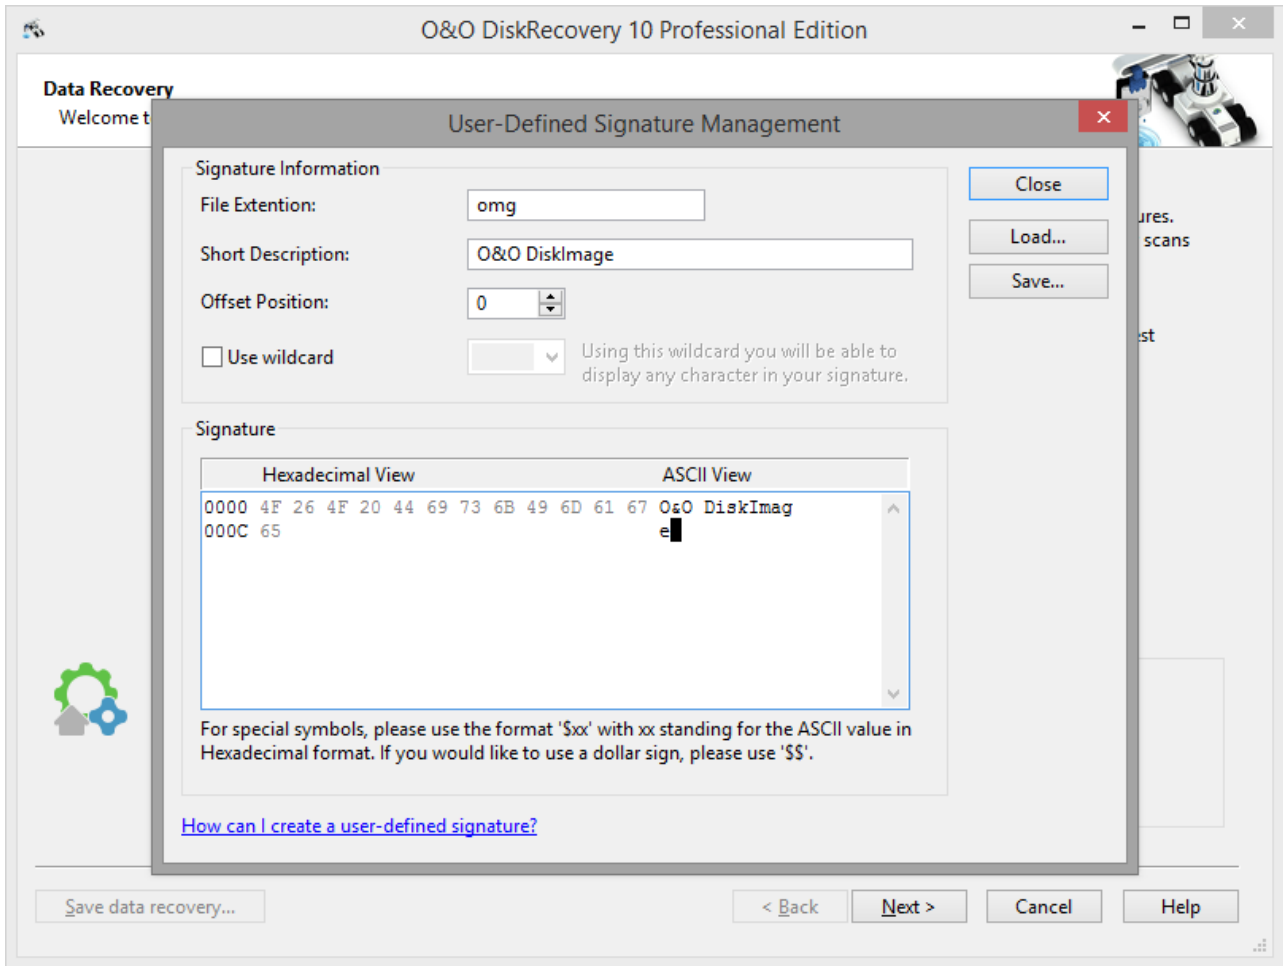 O&O DiskRecovery 10 Professional Edition
Data Recovery
Welcome t
User-Defined Signature Management
Signature Information
File Extention:
omg
Short Description:
O&O DiskImage
Offset Position:
0
Use wildcard
Using this wildcard you will be able to
display any character in your signature.
Close
Load...
Save...
ures.
scans
est
Signature
Hexadecimal View ASCII View
0000 4F 26 4F 20 44 69 73 6B 49 6D 61 67 O&O DiskImag
000C 65 e
For special symbols, please use the format '$xx' with xx standing for the ASCII value in
Hexadecimal format. If you would like to use a dollar sign, please use '$$'.
How can I create a user-defined signature?
Save data recovery...
< Back
Next >
Cancel
Help